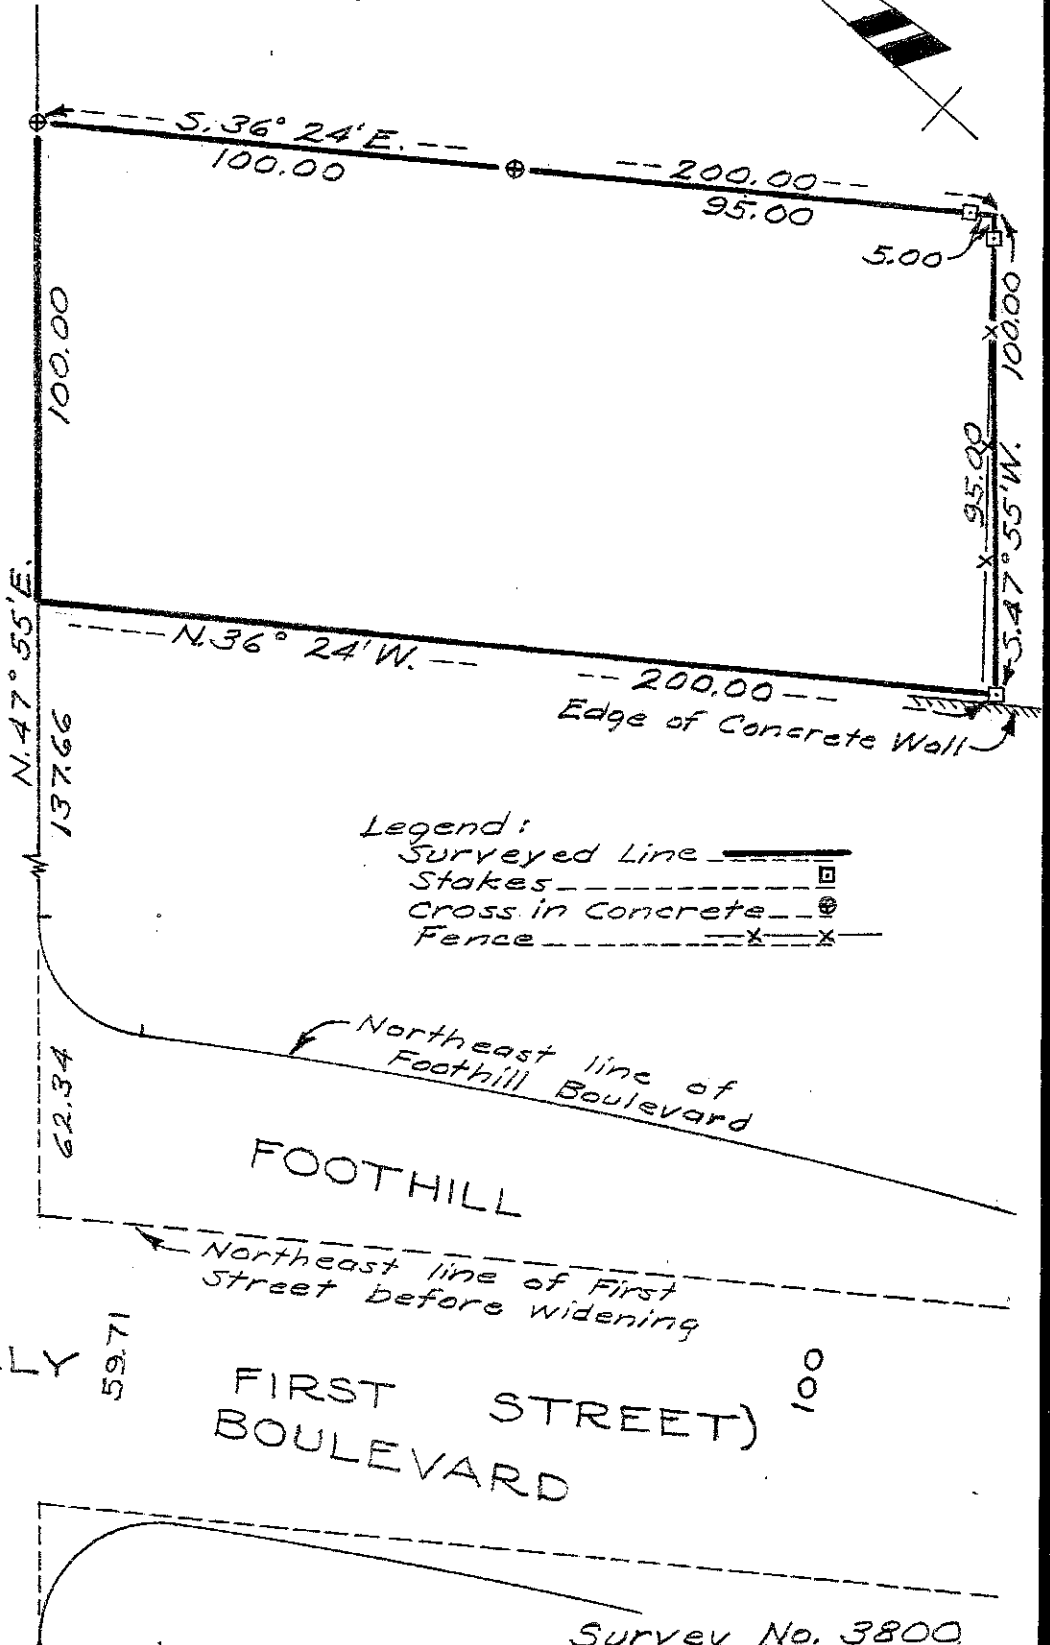 S. 36° 24' E.
100.00
200.00
95.00
5.00
100.00
100.00
95.00
S. 47° 55' W.
N. 47° 55' E.
N. 36° 24' W.
200.00
Edge of Concrete Wall
137.66
Legend:
Surveyed Line
Stakes
Cross in Concrete
Fence
Northeast line of
Foothill Boulevard
62.34
FOOTHILL
Northeast line of First
Street before widening
LY
59.71
FIRST STREET)
100
BOULEVARD
Survey No. 3800